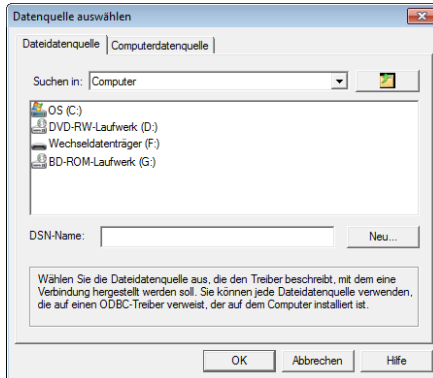 Datenquelle auswählen
Dateidatenquelle Computerdatenquelle
Suchen in: Computer
OS (C:)
DVD-RW-Laufwerk (D:)
Wechseldatenträger (F:)
BD-ROM-Laufwerk (G:)
DSN-Name: Neu...
Wählen Sie die Dateidatenquelle aus, die den Treiber beschreibt, mit dem eine
Verbindung hergestellt werden soll. Sie können jede Dateidatenquelle verwenden,
die auf einen ODBC-Treiber verweist, der auf dem Computer installiert ist.
OK Abbrechen Hilfe